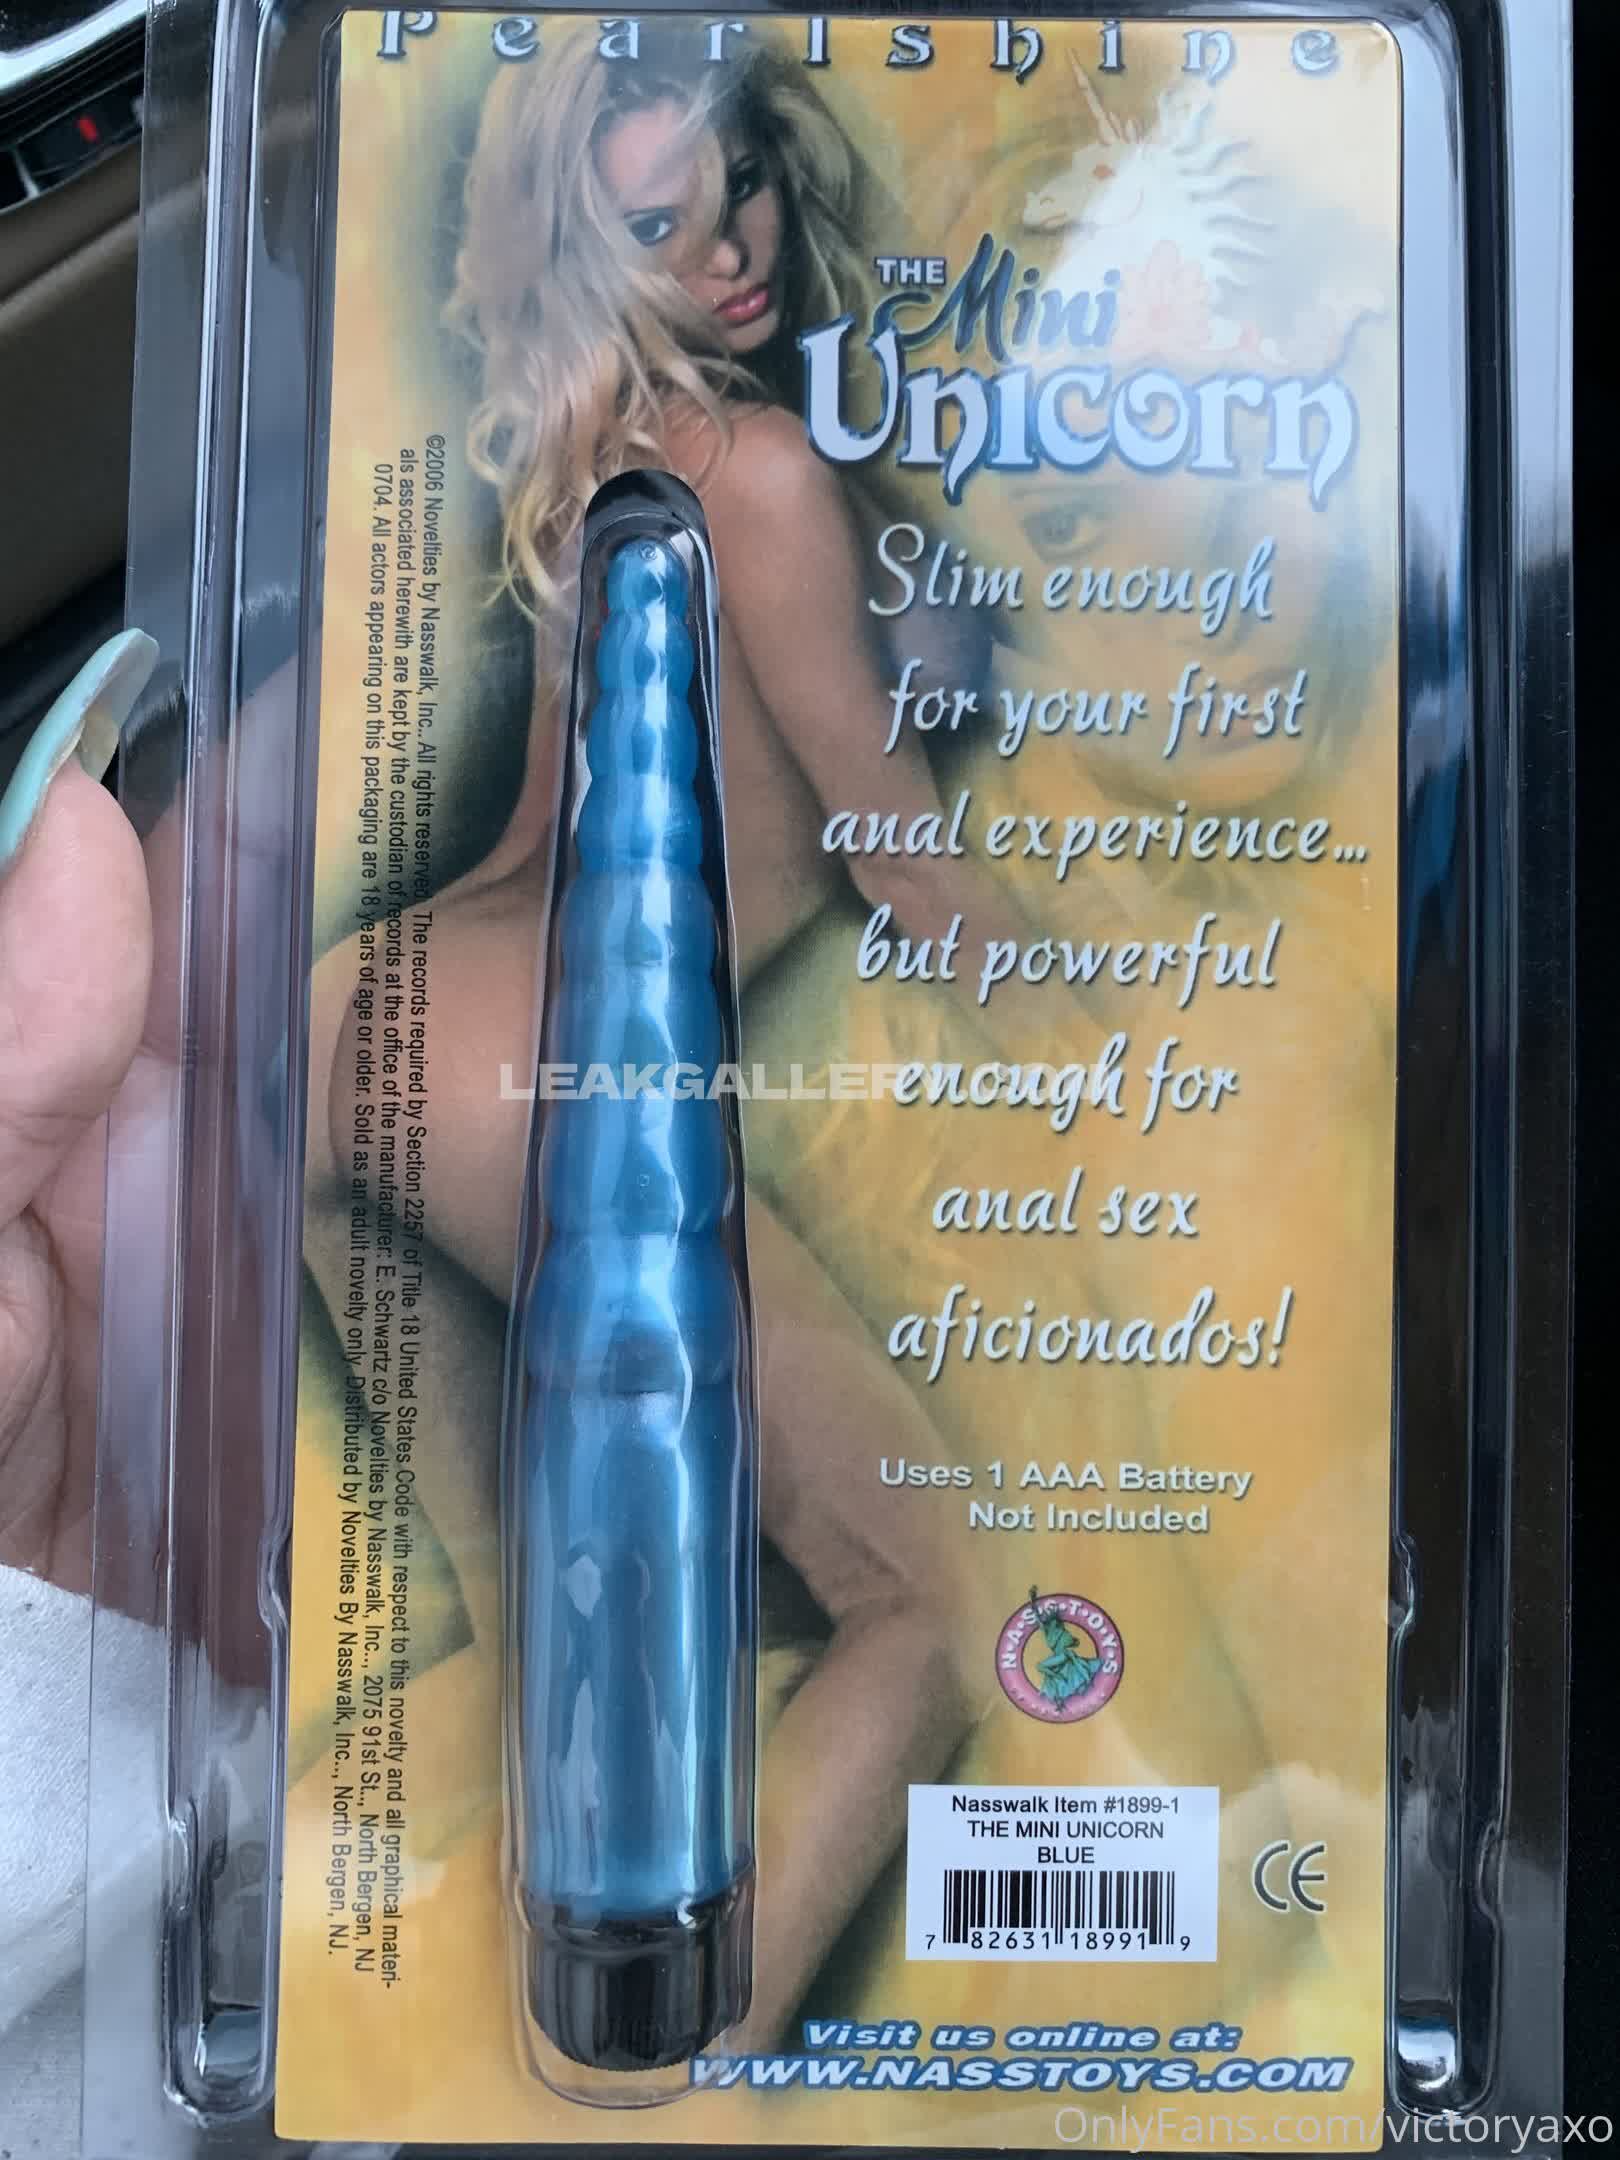 Pearlshine
THE Mini
Unicorn
Slim enough
for your first
anal experience...
but powerful
enough for
anal sex
aficionados!
Uses 1 AAA Battery
Not Included
NASSTOYS
Nasswalk Item #1899-1
THE MINI UNICORN
BLUE
7 82631 18991 9
CE
Visit us online at:
WWW.NASSTOYS.COM
©2006 Novelties by Nasswalk, Inc.. All rights reserved. The records required by Section 2257 of Title 18 United States Code with respect to this novelty and all graphical materi-
als associated herewith are kept by the custodian of records at the office of the manufacturer: E. Schwartz c/o Novelties by Nasswalk, Inc.., 2075 91st St.., North Bergen, NJ
0704. All actors appearing on this packaging are 18 years of age or older. Sold as an adult novelty only. Distributed by Novelties By Nasswalk, Inc.., North Bergen, NJ.
LEAKGALLER
OnlyFans.com/victoryaxo